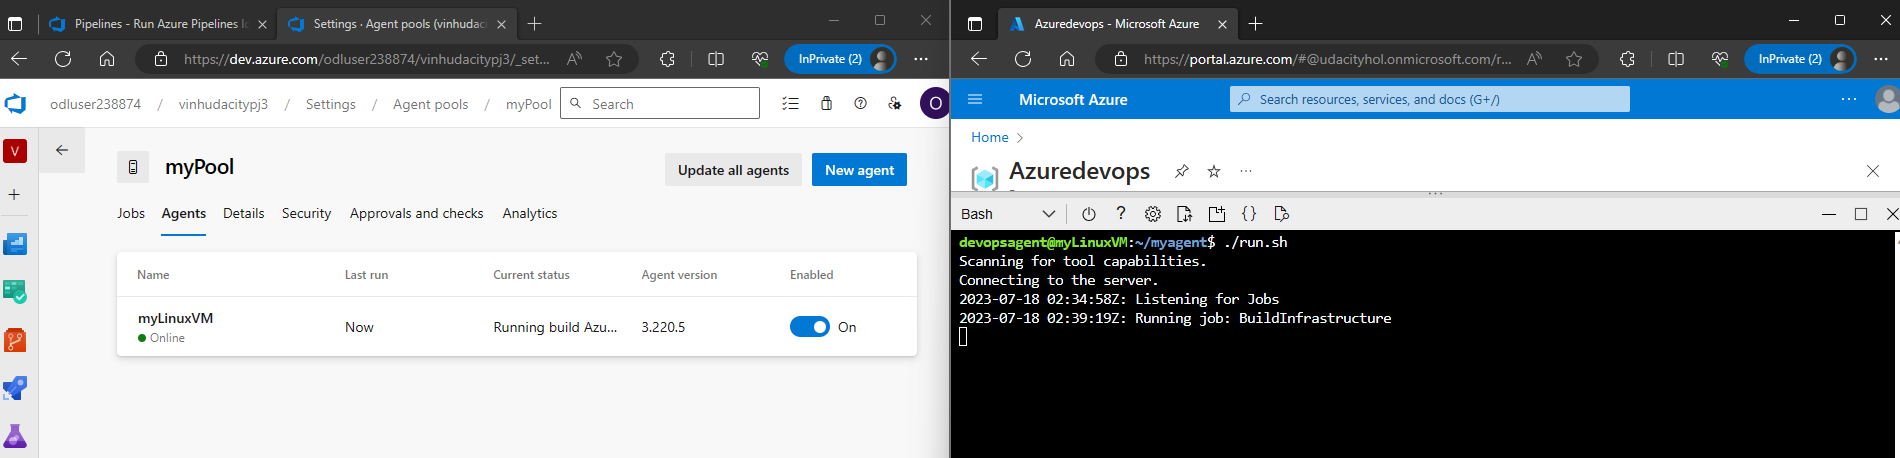 Pipelines - Run Azure Pipelines
Settings · Agent pools (vinhudaci
https://dev.azure.com/odluser238874/vinhudacitypj3/_set...
InPrivate (2)
odluser238874 / vinhudacitypj3 / Settings / Agent pools / myPool
Search
O
V
myPool
Update all agents
New agent
Jobs Agents Details Security Approvals and checks Analytics
Name Last run Current status Agent version Enabled
myLinuxVM
Online
Now Running build Azu... 3.220.5 On
Azuredevops - Microsoft Azure
https://portal.azure.com/#@udacityhol.onmicrosoft.com/r...
InPrivate (2)
Microsoft Azure
Search resources, services, and docs (G+/)
Home >
Azuredevops
Bash
devopsagent@myLinuxVM:~/myagent$ ./run.sh
Scanning for tool capabilities.
Connecting to the server.
2023-07-18 02:34:58Z: Listening for Jobs
2023-07-18 02:39:19Z: Running job: BuildInfrastructure